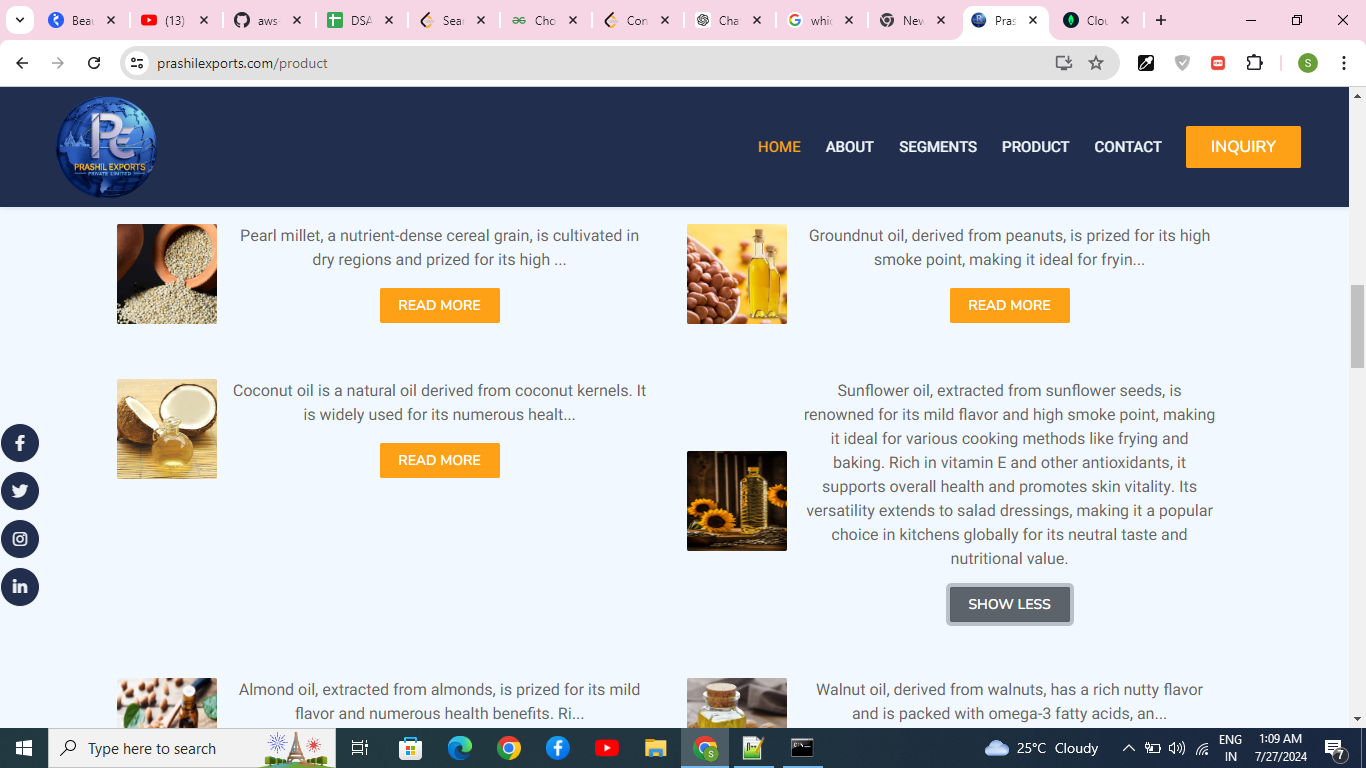 Beau
(13)
aws-
DSA
Sear
Cho
Con
Cha
whic
New
Pras
Clou
prashilexports.com/product
S
PE
PRASHIL EXPORTS
PRIVATE LIMITED
HOME
ABOUT
SEGMENTS
PRODUCT
CONTACT
INQUIRY
Pearl millet, a nutrient-dense cereal grain, is cultivated in
dry regions and prized for its high ...
READ MORE
Groundnut oil, derived from peanuts, is prized for its high
smoke point, making it ideal for fryin...
READ MORE
Coconut oil is a natural oil derived from coconut kernels. It
is widely used for its numerous healt...
READ MORE
Sunflower oil, extracted from sunflower seeds, is
renowned for its mild flavor and high smoke point, making
it ideal for various cooking methods like frying and
baking. Rich in vitamin E and other antioxidants, it
supports overall health and promotes skin vitality. Its
versatility extends to salad dressings, making it a popular
choice in kitchens globally for its neutral taste and
nutritional value.
SHOW LESS
Almond oil, extracted from almonds, is prized for its mild
flavor and numerous health benefits. Ri...
Walnut oil, derived from walnuts, has a rich nutty flavor
and is packed with omega-3 fatty acids, an...
Type here to search
25°C Cloudy
ENG
IN
1:09 AM
7/27/2024
7